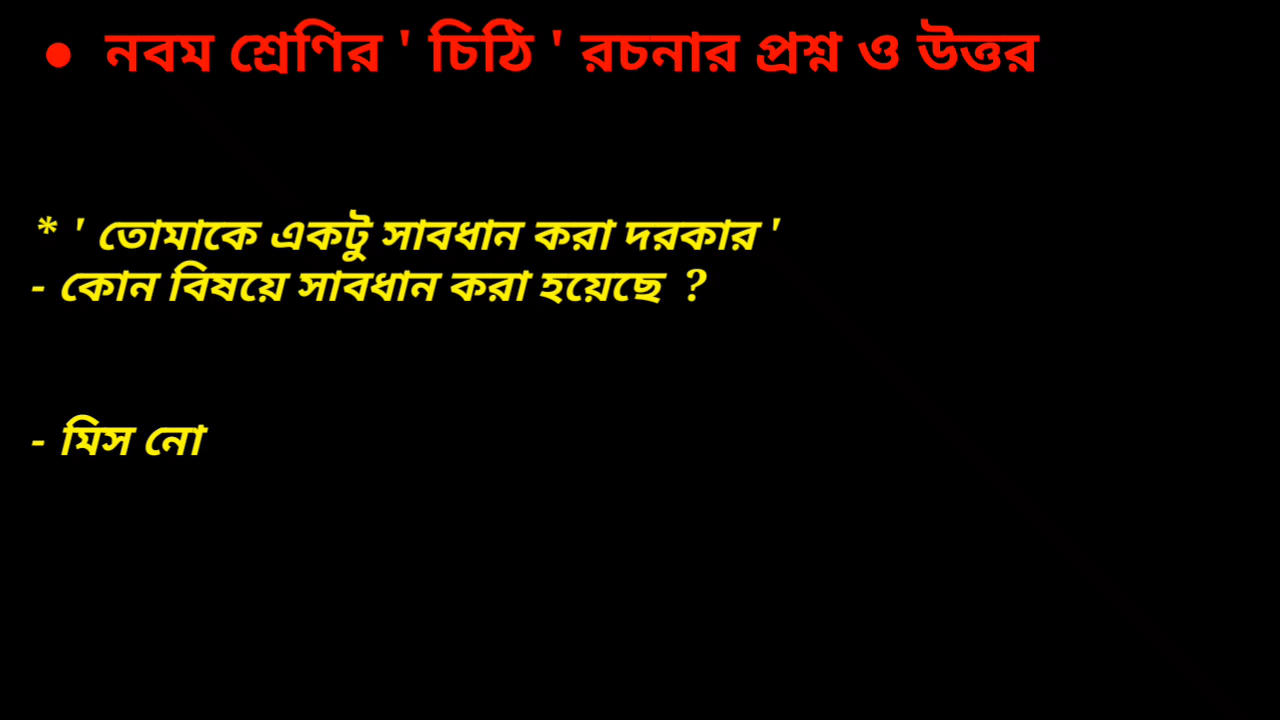 • নবম শ্রেণির ' চিঠি ' রচনার প্রশ্ন ও উত্তর
* ' তোমাকে একটু সাবধান করা দরকার '
- কোন বিষয়ে সাবধান করা হয়েছে ?
- মিস নো